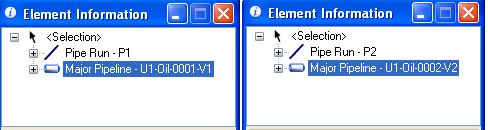 Element Information
<Selection>
Pipe Run - P1
Major Pipeline - U1-Oil-0001-V1
Element Information
<Selection>
Pipe Run - P2
Major Pipeline - U1-Oil-0002-V2